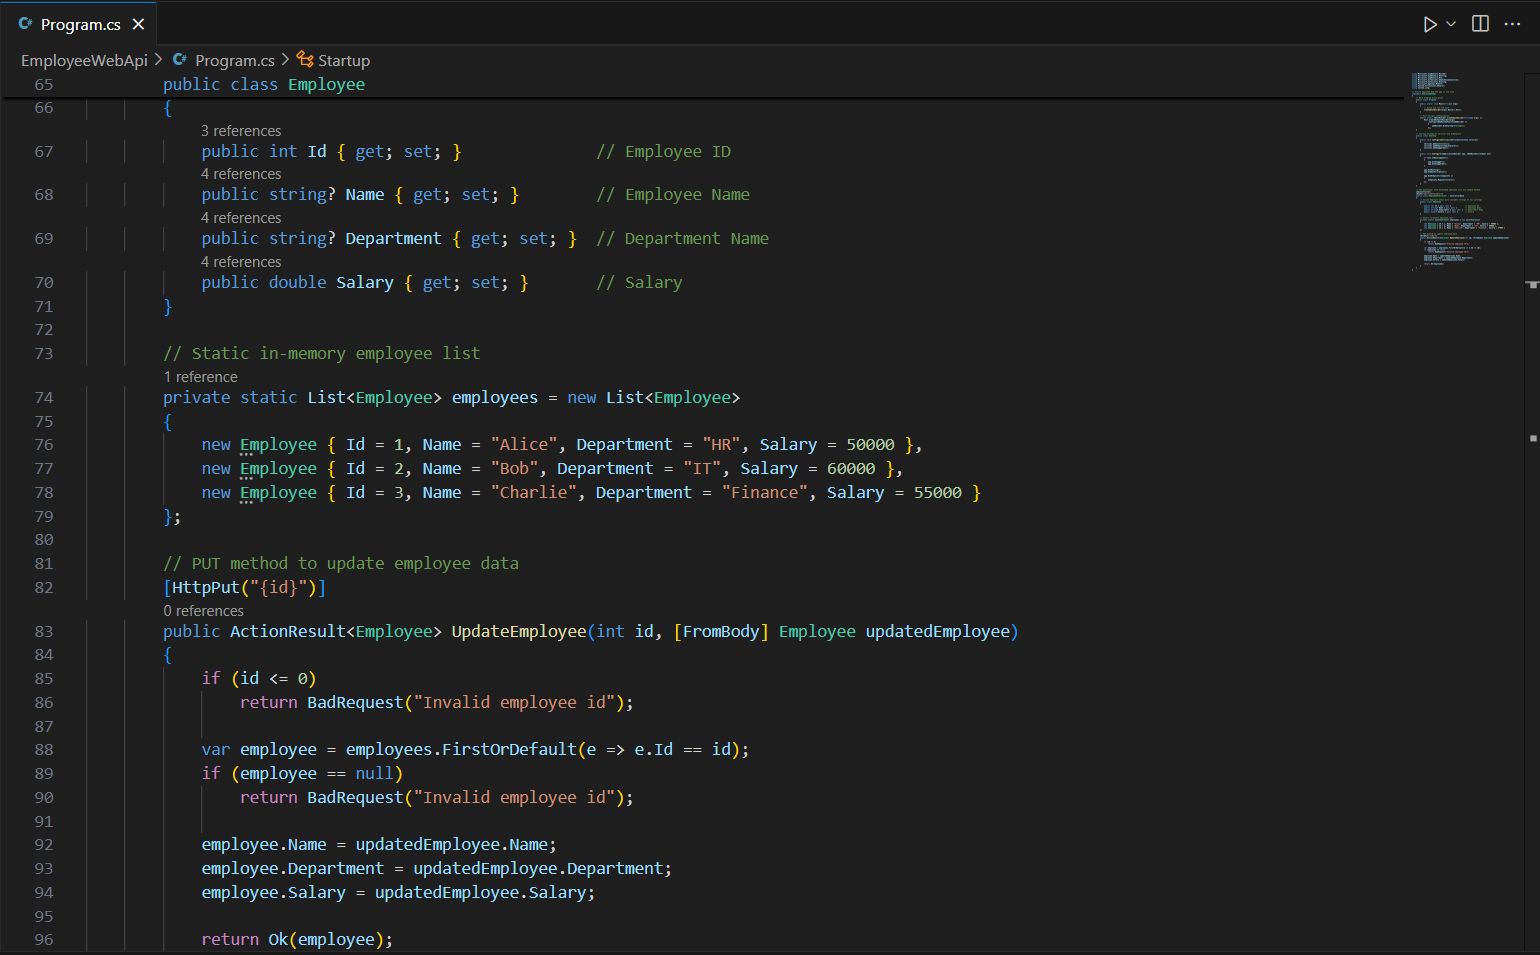 C# Program.cs
EmployeeWebApi > C# Program.cs > Startup
65 public class Employee
66 {
3 references
67 public int Id { get; set; } // Employee ID
4 references
68 public string? Name { get; set; } // Employee Name
4 references
69 public string? Department { get; set; } // Department Name
4 references
70 public double Salary { get; set; } // Salary
71 }
72
73 // Static in-memory employee list
1 reference
74 private static List<Employee> employees = new List<Employee>
75 {
76 new Employee { Id = 1, Name = "Alice", Department = "HR", Salary = 50000 },
77 new Employee { Id = 2, Name = "Bob", Department = "IT", Salary = 60000 },
78 new Employee { Id = 3, Name = "Charlie", Department = "Finance", Salary = 55000 }
79 };
80
81 // PUT method to update employee data
82 [HttpPut("{id}")]
0 references
83 public ActionResult<Employee> UpdateEmployee(int id, [FromBody] Employee updatedEmployee)
84 {
85 if (id <= 0)
86 return BadRequest("Invalid employee id");
87
88 var employee = employees.FirstOrDefault(e => e.Id == id);
89 if (employee == null)
90 return BadRequest("Invalid employee id");
91
92 employee.Name = updatedEmployee.Name;
93 employee.Department = updatedEmployee.Department;
94 employee.Salary = updatedEmployee.Salary;
95
96 return Ok(employee);